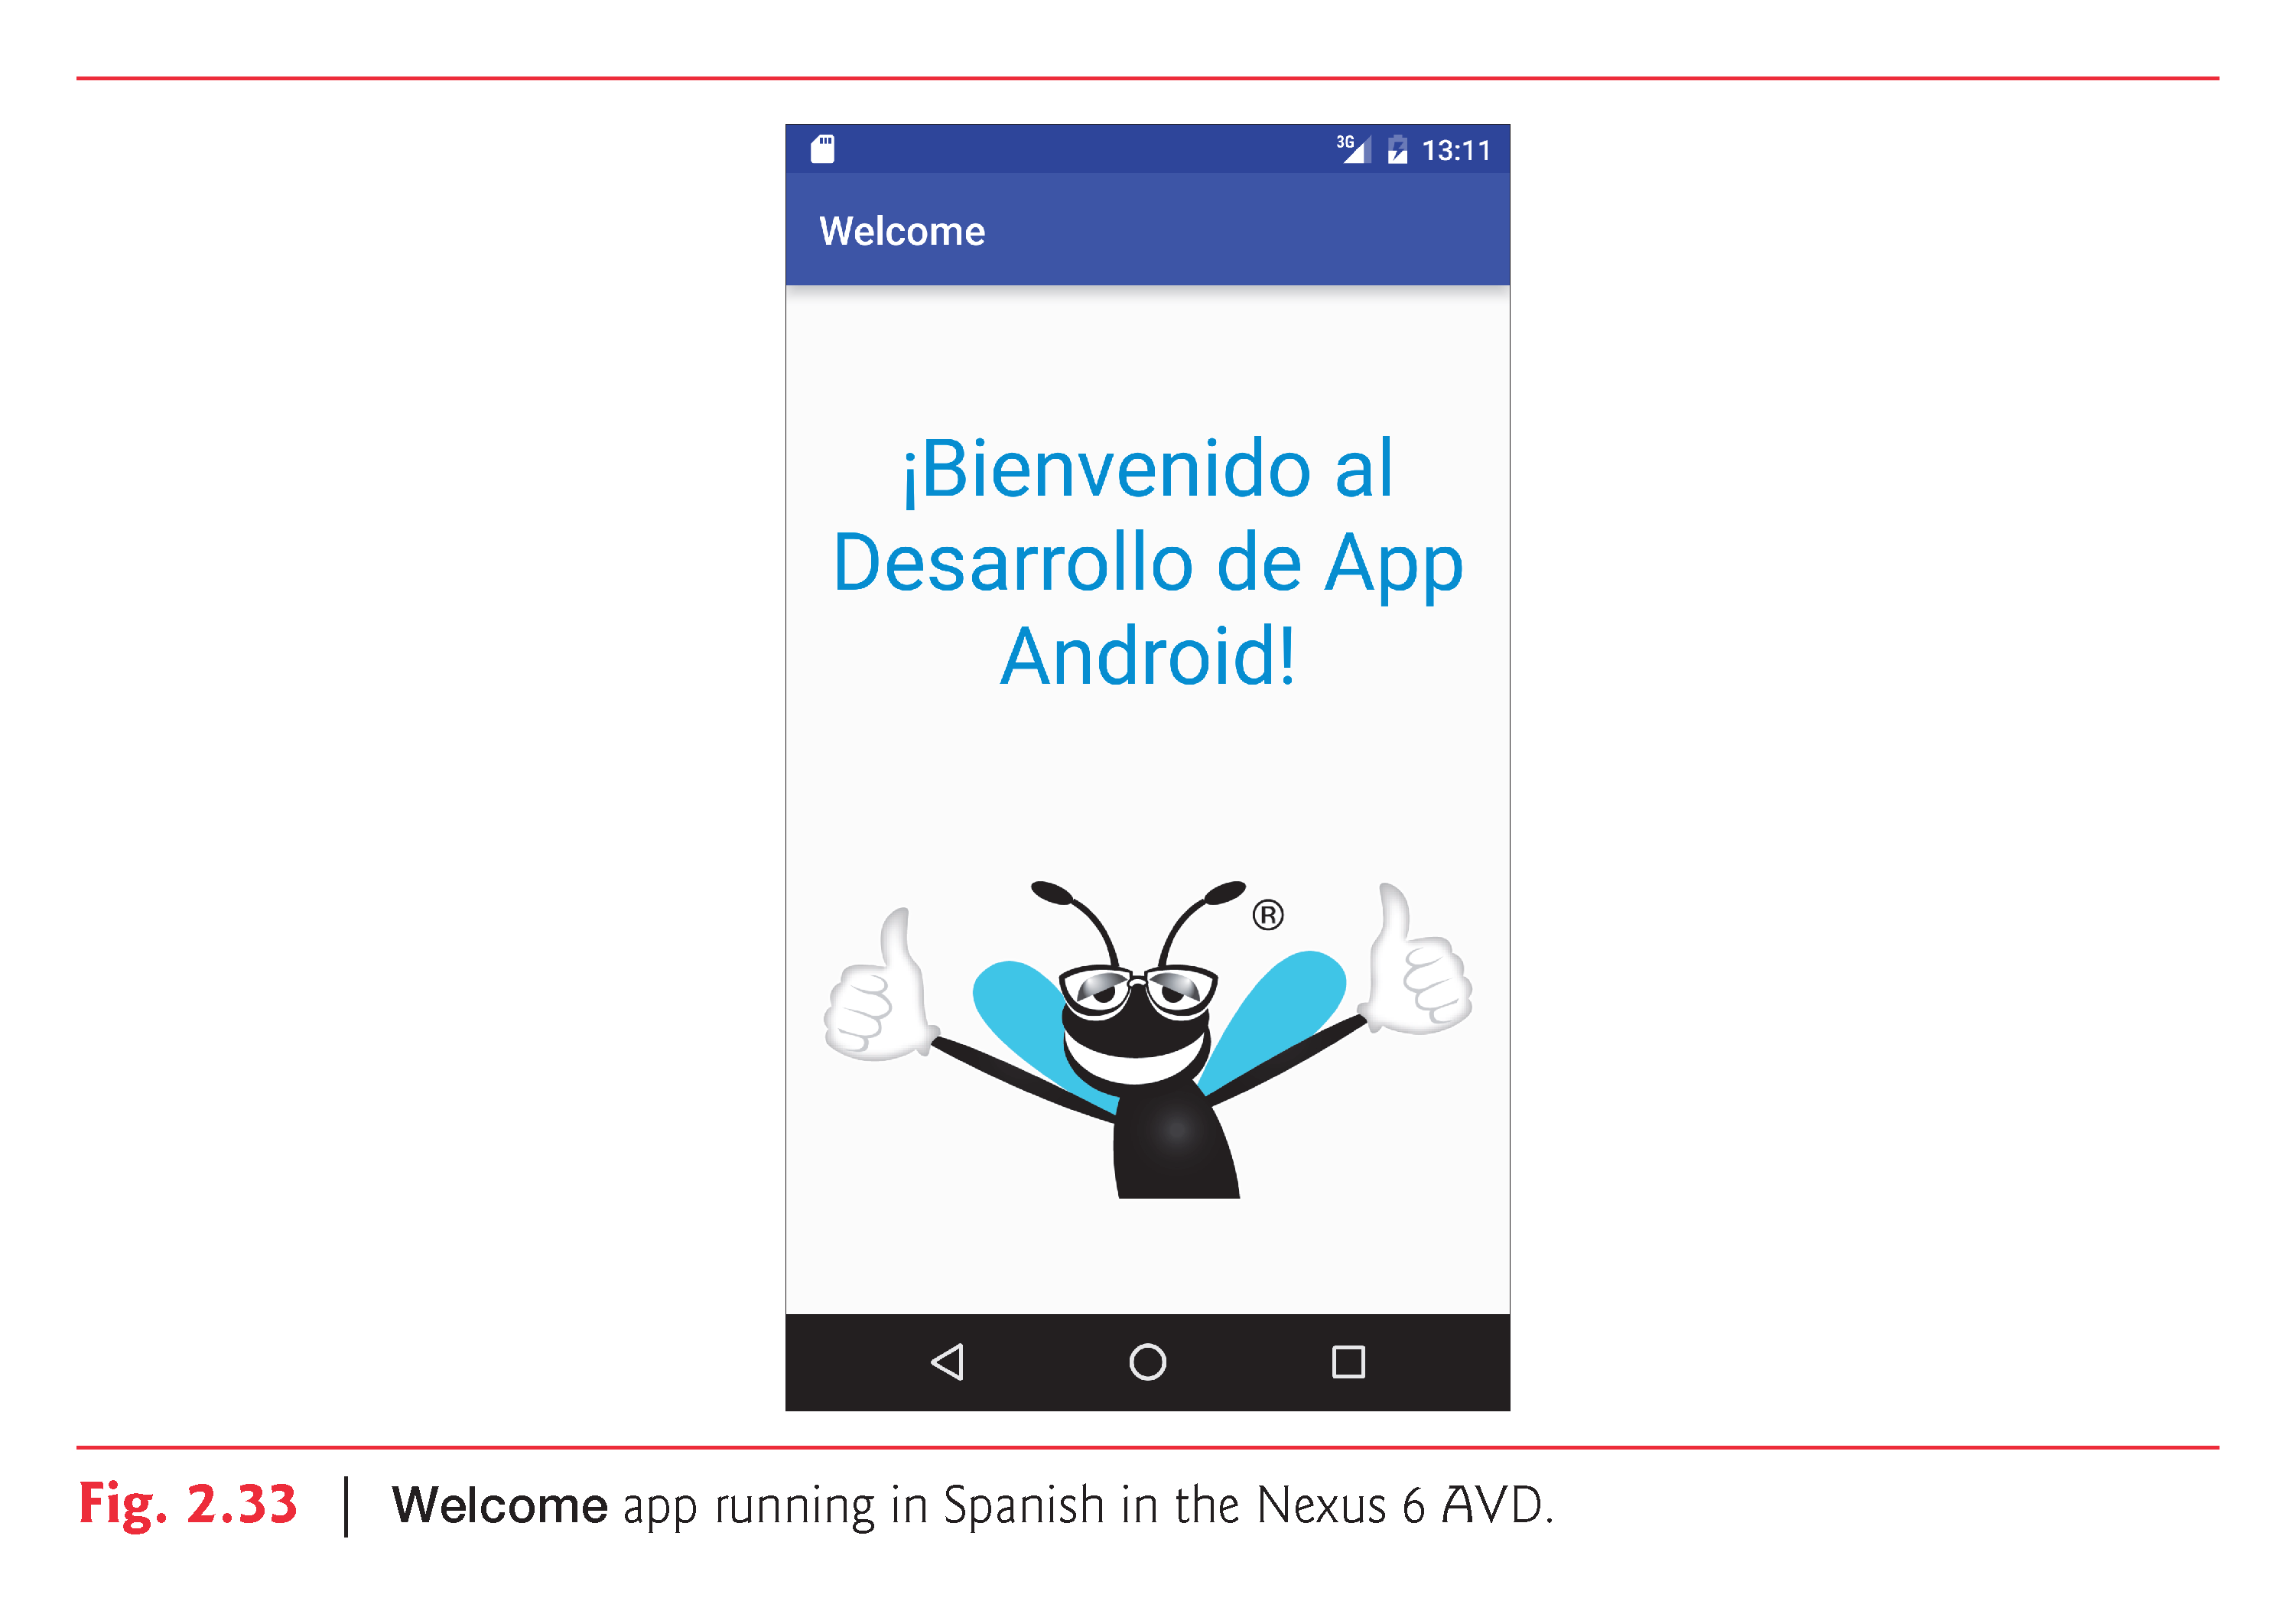 3G 13:11
Welcome
¡Bienvenido al
Desarrollo de App
Android!
®
Fig. 2.33 | Welcome app running in Spanish in the Nexus 6 AVD.